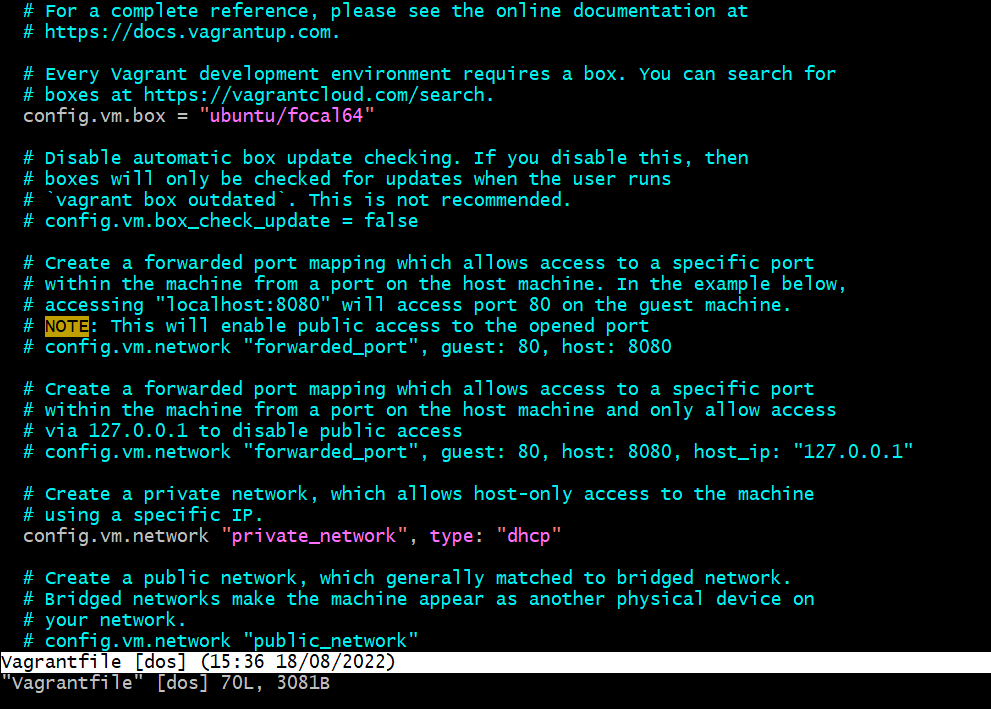 # For a complete reference, please see the online documentation at
# https://docs.vagrantup.com.
# Every Vagrant development environment requires a box. You can search for
# boxes at https://vagrantcloud.com/search.
config.vm.box = "ubuntu/focal64"
# Disable automatic box update checking. If you disable this, then
# boxes will only be checked for updates when the user runs
# `vagrant box outdated`. This is not recommended.
# config.vm.box_check_update = false
# Create a forwarded port mapping which allows access to a specific port
# within the machine from a port on the host machine. In the example below,
# accessing "localhost:8080" will access port 80 on the guest machine.
# NOTE: This will enable public access to the opened port
# config.vm.network "forwarded_port", guest: 80, host: 8080
# Create a forwarded port mapping which allows access to a specific port
# within the machine from a port on the host machine and only allow access
# via 127.0.0.1 to disable public access
# config.vm.network "forwarded_port", guest: 80, host: 8080, host_ip: "127.0.0.1"
# Create a private network, which allows host-only access to the machine
# using a specific IP.
config.vm.network "private_network", type: "dhcp"
# Create a public network, which generally matched to bridged network.
# Bridged networks make the machine appear as another physical device on
# your network.
# config.vm.network "public_network"
Vagrantfile [dos] (15:36 18/08/2022)
"Vagrantfile" [dos] 70L, 3081B